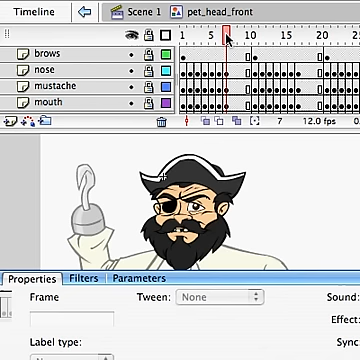 Timeline Scene 1 pet_head_front
1 5 10 15 20 25
brows
nose
mustache
mouth
7 12.0 fps
Properties Filters Parameters
Frame Tween: None Sound:
Effect:
Label type: Sync